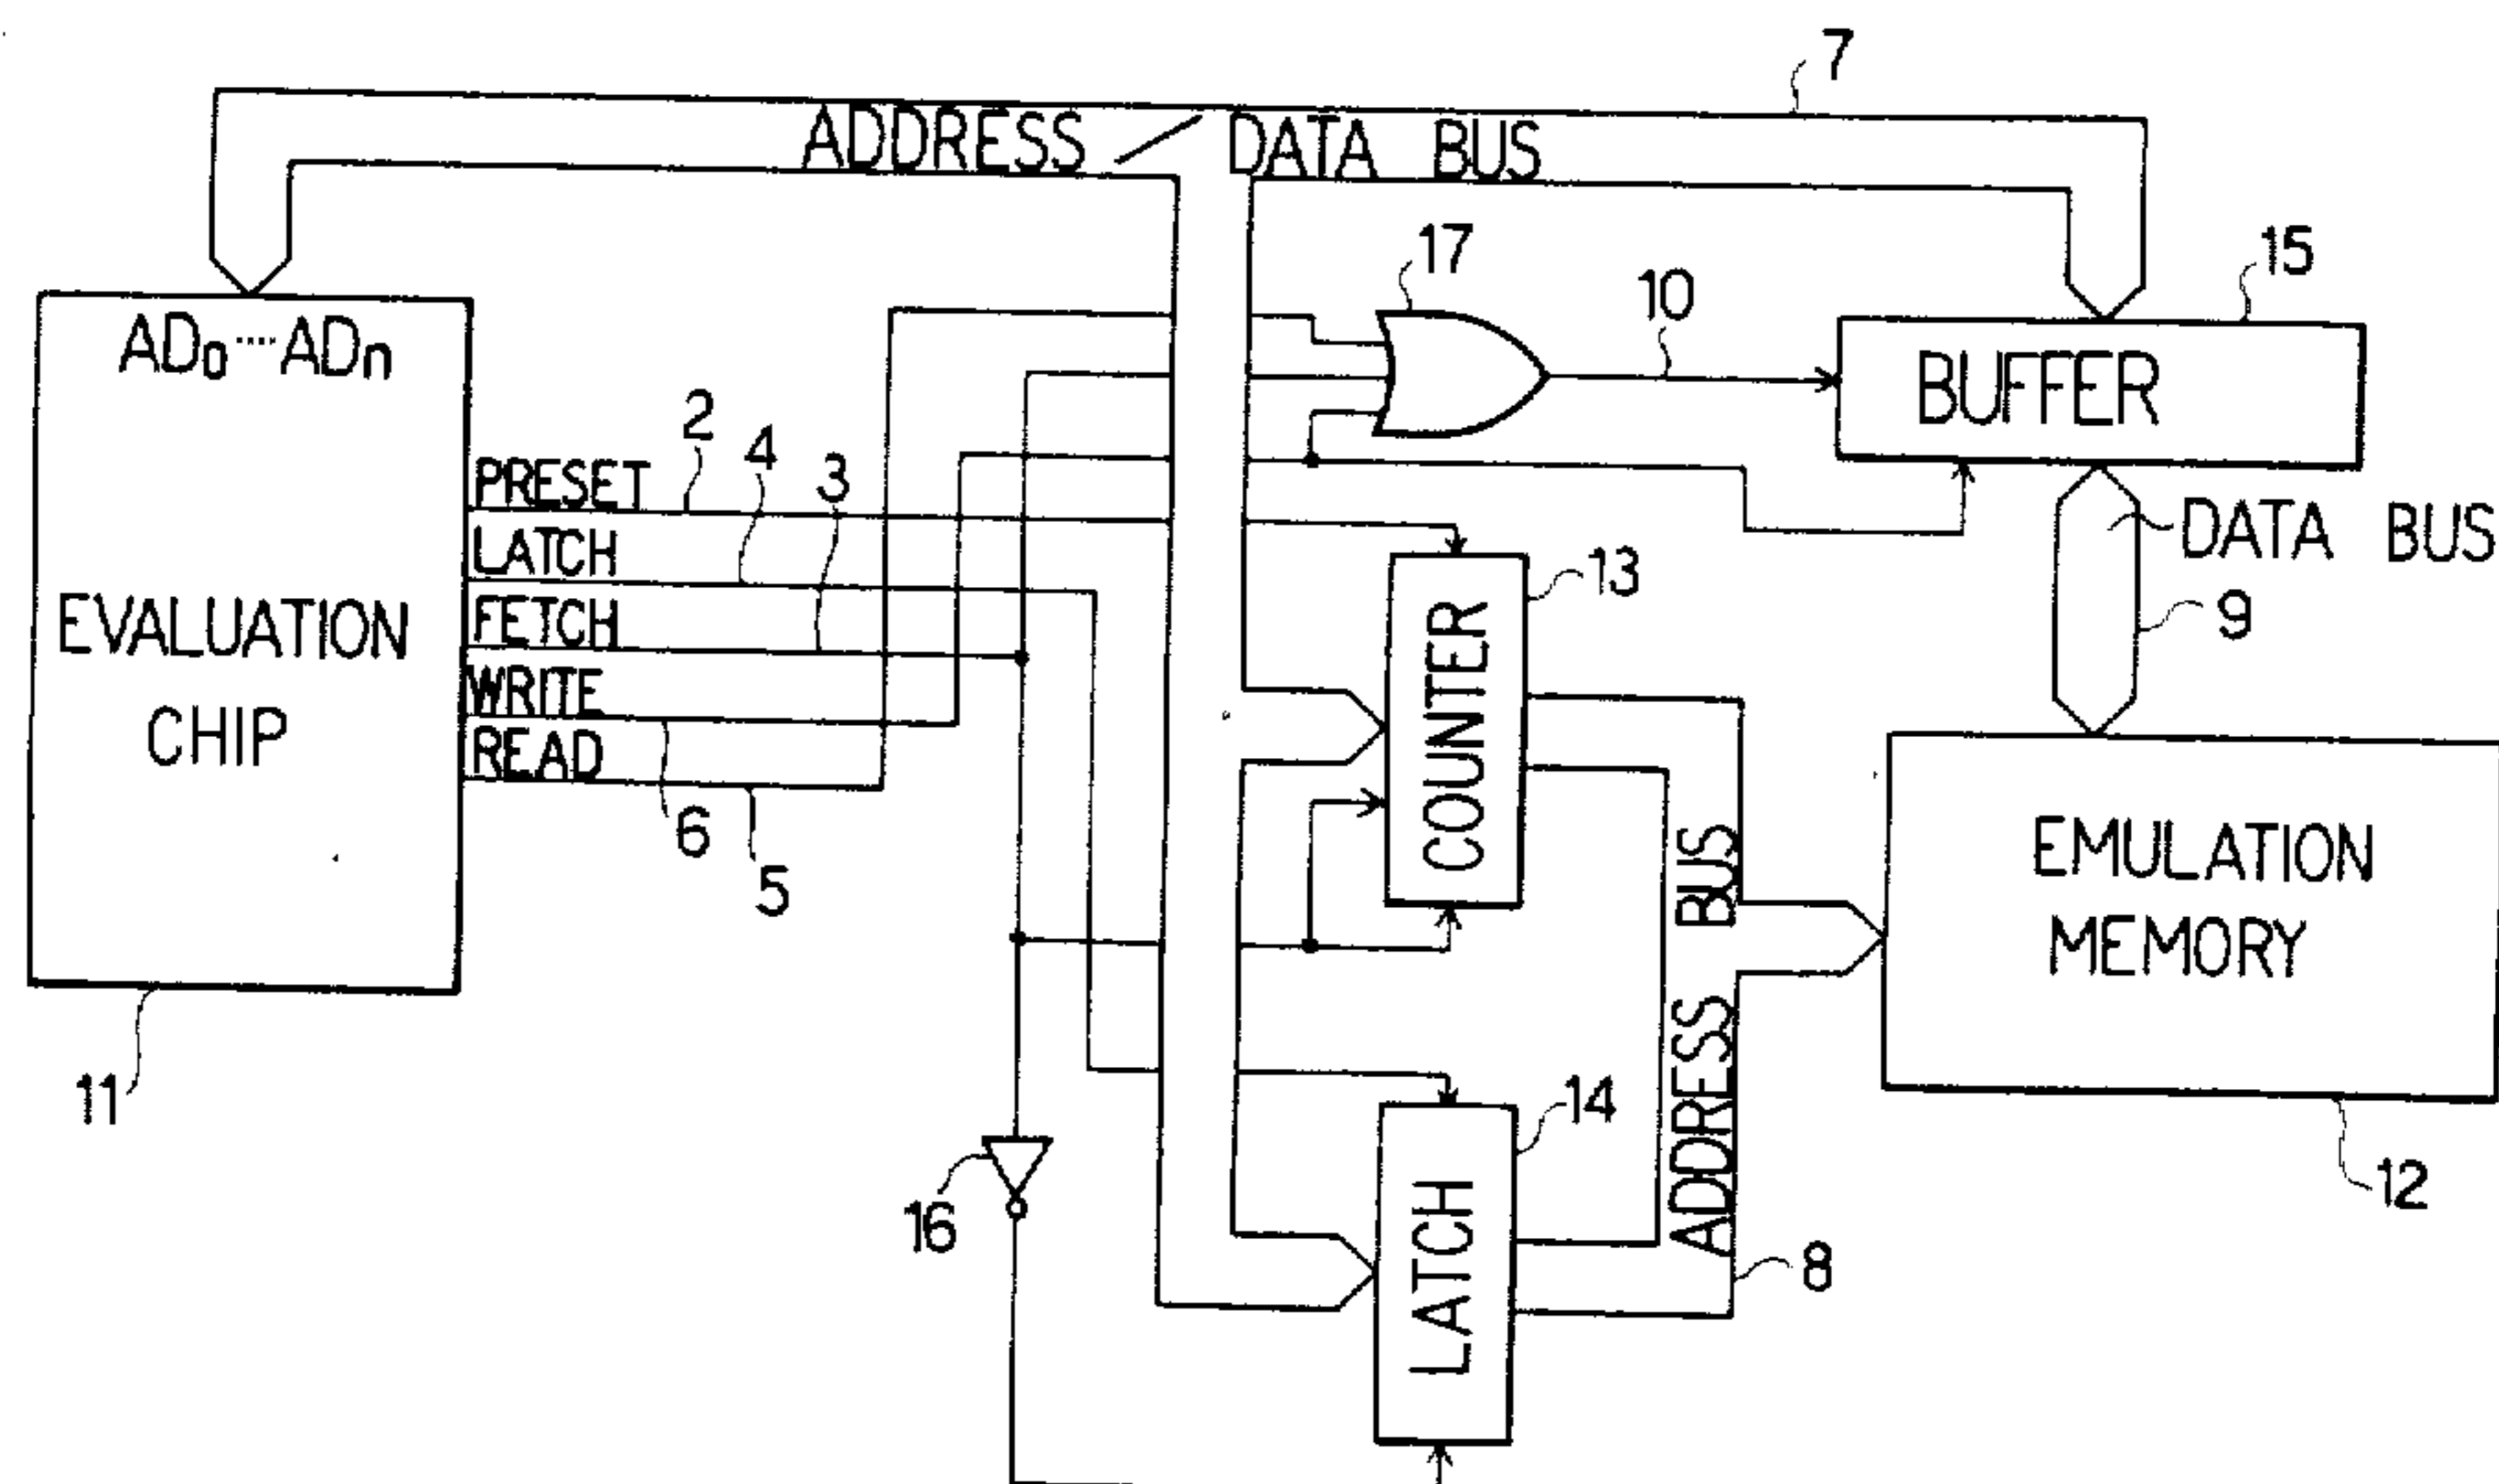 7
ADDRESS / DATA BUS
17
10
15
AD0 ···· ADn
BUFFER
2
4
3
PRESET
LATCH
FETCH
WRITE
READ
EVALUATION
CHIP
6
5
11
13
COUNTER
DATA BUS
9
ADDRESS BUS
EMULATION
MEMORY
14
LATCH
16
8
12